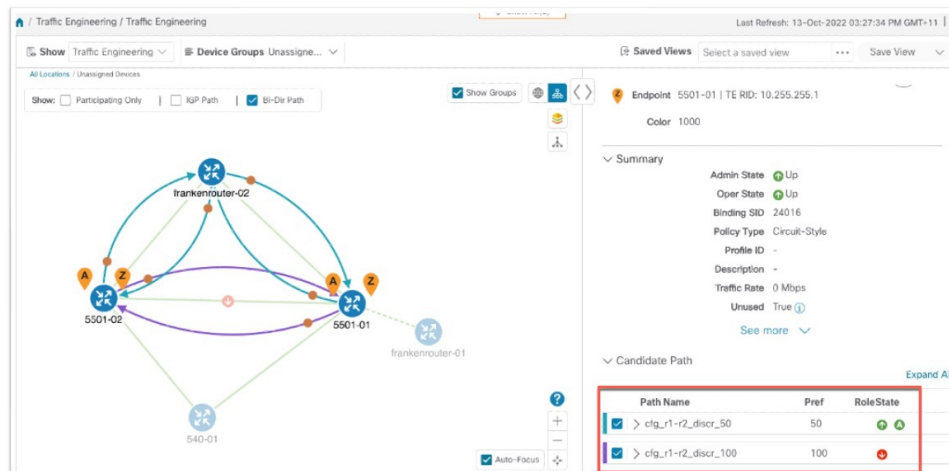 / Traffic Engineering / Traffic Engineering
Last Refresh: 13-Oct-2022 03:27:34 PM GMT+11
Show Traffic Engineering Device Groups Unassigne...
Saved Views Select a saved view ... Save View
All Locations / Unassigned Devices
Show: Participating Only | IGP Path | Bi-Dir Path
Show Groups
Z Endpoint 5501-01 | TE RID: 10.255.255.1
Color 1000
Summary
Admin State Up
Oper State Up
Binding SID 24016
Policy Type Circuit-Style
Profile ID -
Description -
Traffic Rate 0 Mbps
Unused True i
See more
frankenrouter-02
A Z
A Z
5501-02
5501-01
frankenrouter-01
540-01
?
+
−
Auto-Focus
Candidate Path
Expand Al
Path Name Pref RoleState
cfg_r1-r2_discr_50 50 A
cfg_r1-r2_discr_100 100